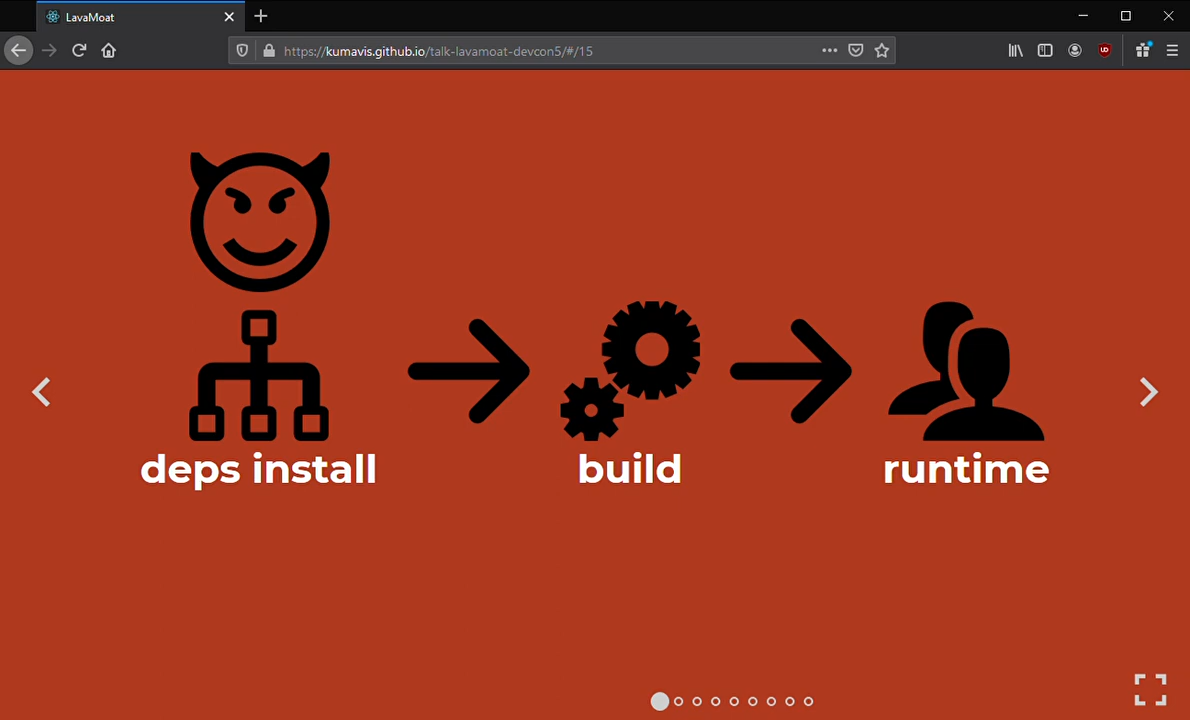 LavaMoat
https://kumavis.github.io/talk-lavamoat-devcon5/#/15
deps install
build
runtime